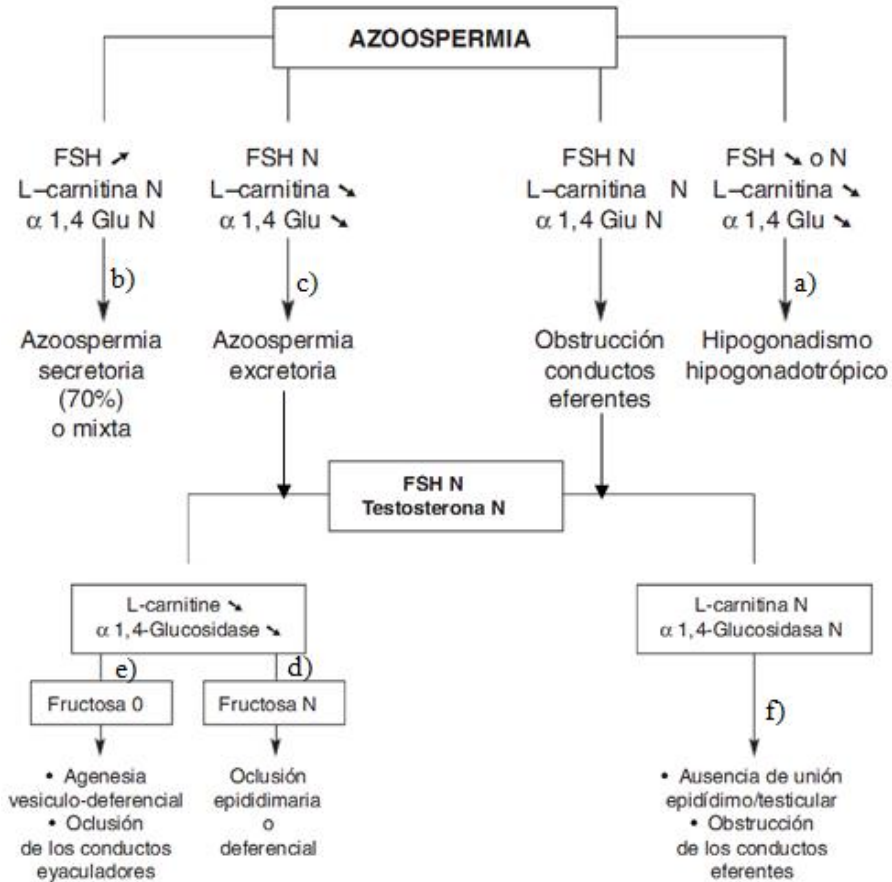 AZOOSPERMIA
FSH ➚
L–carnitina N
α 1,4 Glu N
FSH N
L–carnitina ➘
α 1,4 Glu ➘
FSH N
L–carnitina N
α 1,4 Giu N
FSH ➘ o N
L–carnitina ➘
α 1,4 Glu ➘
b)
c)
a)
Azoospermia
secretoria
(70%)
o mixta
Azoospermia
excretoria
Obstrucción
conductos
eferentes
Hipogonadismo
hipogonadotrópico
FSH N
Testosterona N
L-carnitine ➘
α 1,4-Glucosidase ➘
L-carnitina N
α 1,4-Glucosidasa N
e)
d)
f)
Fructosa 0
Fructosa N
• Agenesia
vesiculo-deferencial
• Oclusión
de los conductos
eyaculadores
Oclusión
epididimaria
o
deferencial
• Ausencia de unión
epidídimo/testicular
• Obstrucción
de los conductos
eferentes